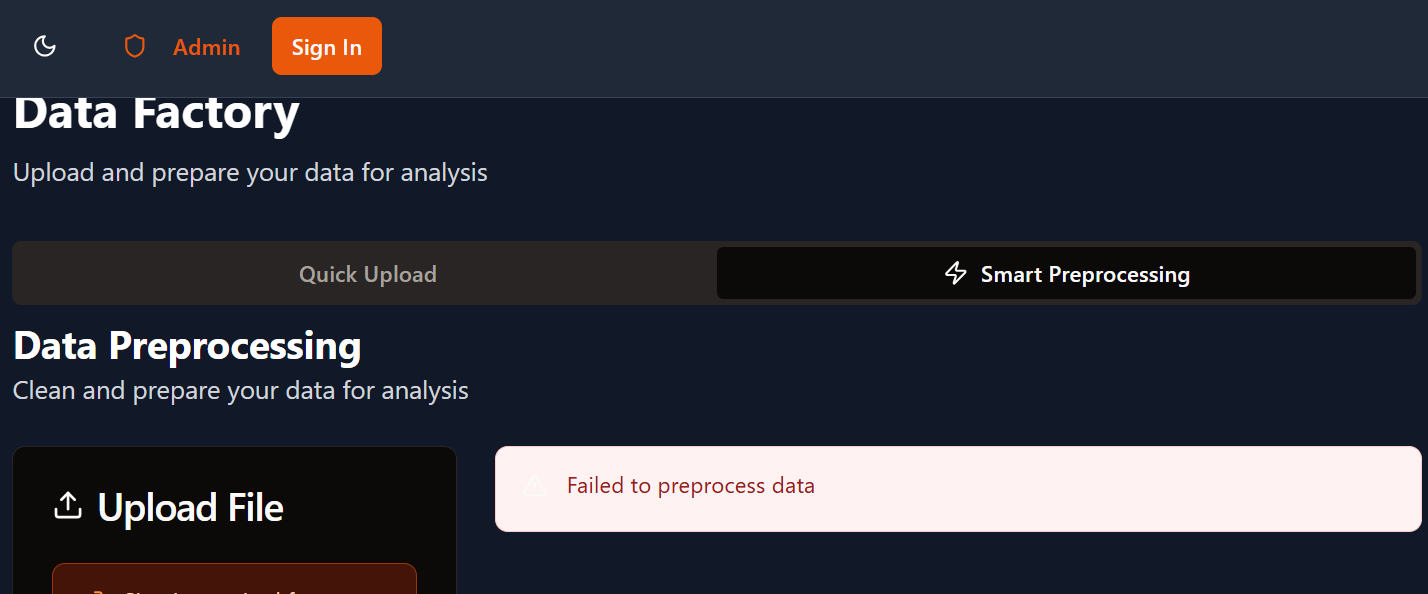 Admin
Sign In
Data Factory
Upload and prepare your data for analysis
Quick Upload
Smart Preprocessing
Data Preprocessing
Clean and prepare your data for analysis
Upload File
Failed to preprocess data